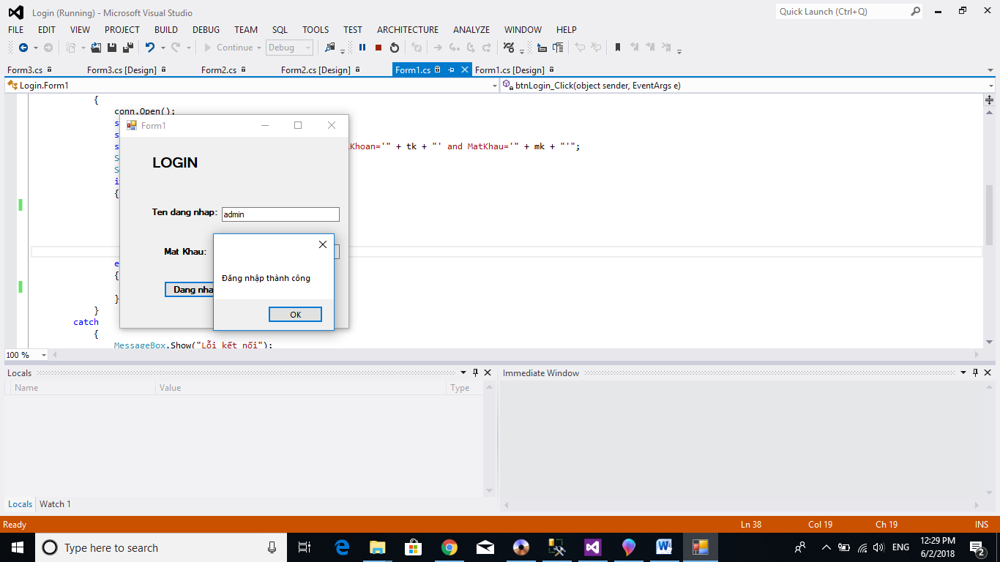 Login (Running) - Microsoft Visual Studio
Quick Launch (Ctrl+Q)
FILE EDIT VIEW PROJECT BUILD DEBUG TEAM SQL TOOLS TEST ARCHITECTURE ANALYZE WINDOW HELP
Continue Debug
Form3.cs Form3.cs [Design] Form2.cs Form2.cs [Design] Form1.cs Form1.cs [Design]
Login.Form1 btnLogin_Click(object sender, EventArgs e)
{
conn.Open();
Form1
Khoan='" + tk + "' and MatKhau='" + mk + "'";
LOGIN
{
Ten dang nhap: admin
Mat Khau:
Đăng nhập thành công
{
Dang nha
}
OK
}
catch
{
MessageBox.Show("Lỗi kết nối");
100 %
Locals
Name Value Type
Locals Watch 1
Immediate Window
Ready Ln 38 Col 19 Ch 19 INS
Type here to search
ENG
12:29 PM
6/2/2018
2